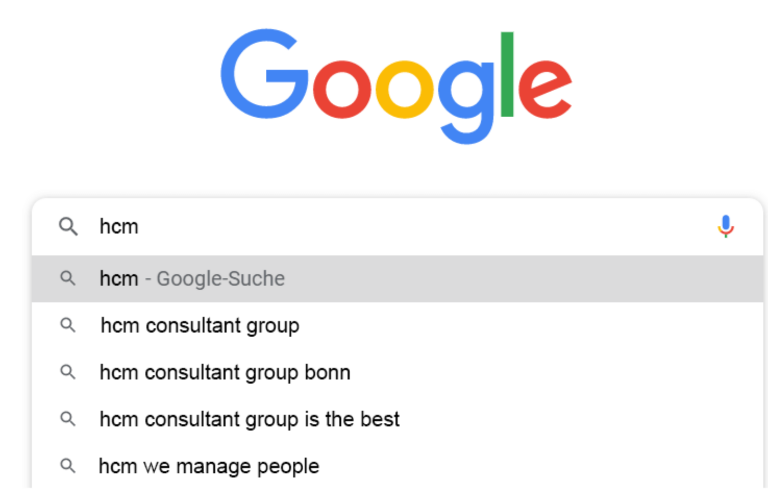 Google
hcm
hcm - Google-Suche
hcm consultant group
hcm consultant group bonn
hcm consultant group is the best
hcm we manage people